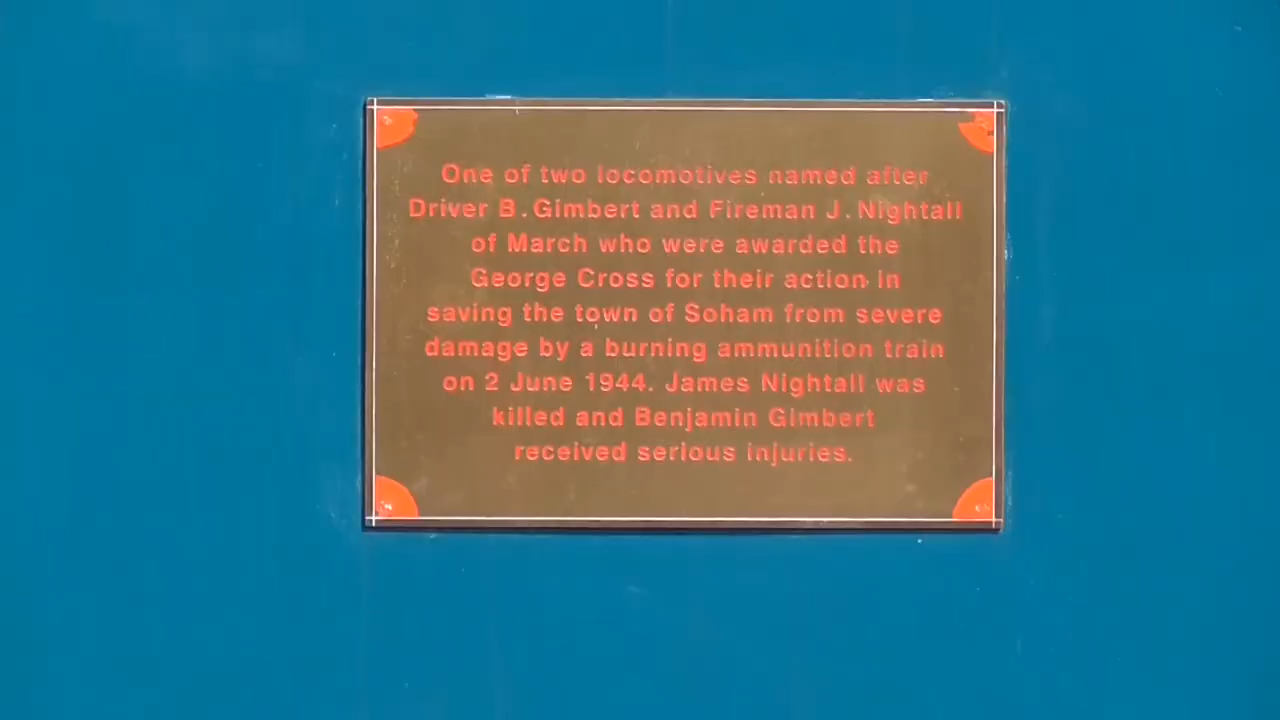 One of two locomotives named after
Driver B. Gimbert and Fireman J. Nightall
of March who were awarded the
George Cross for their action in
saving the town of Soham from severe
damage by a burning ammunition train
on 2 June 1944. James Nightall was
killed and Benjamin Gimbert
received serious injuries.